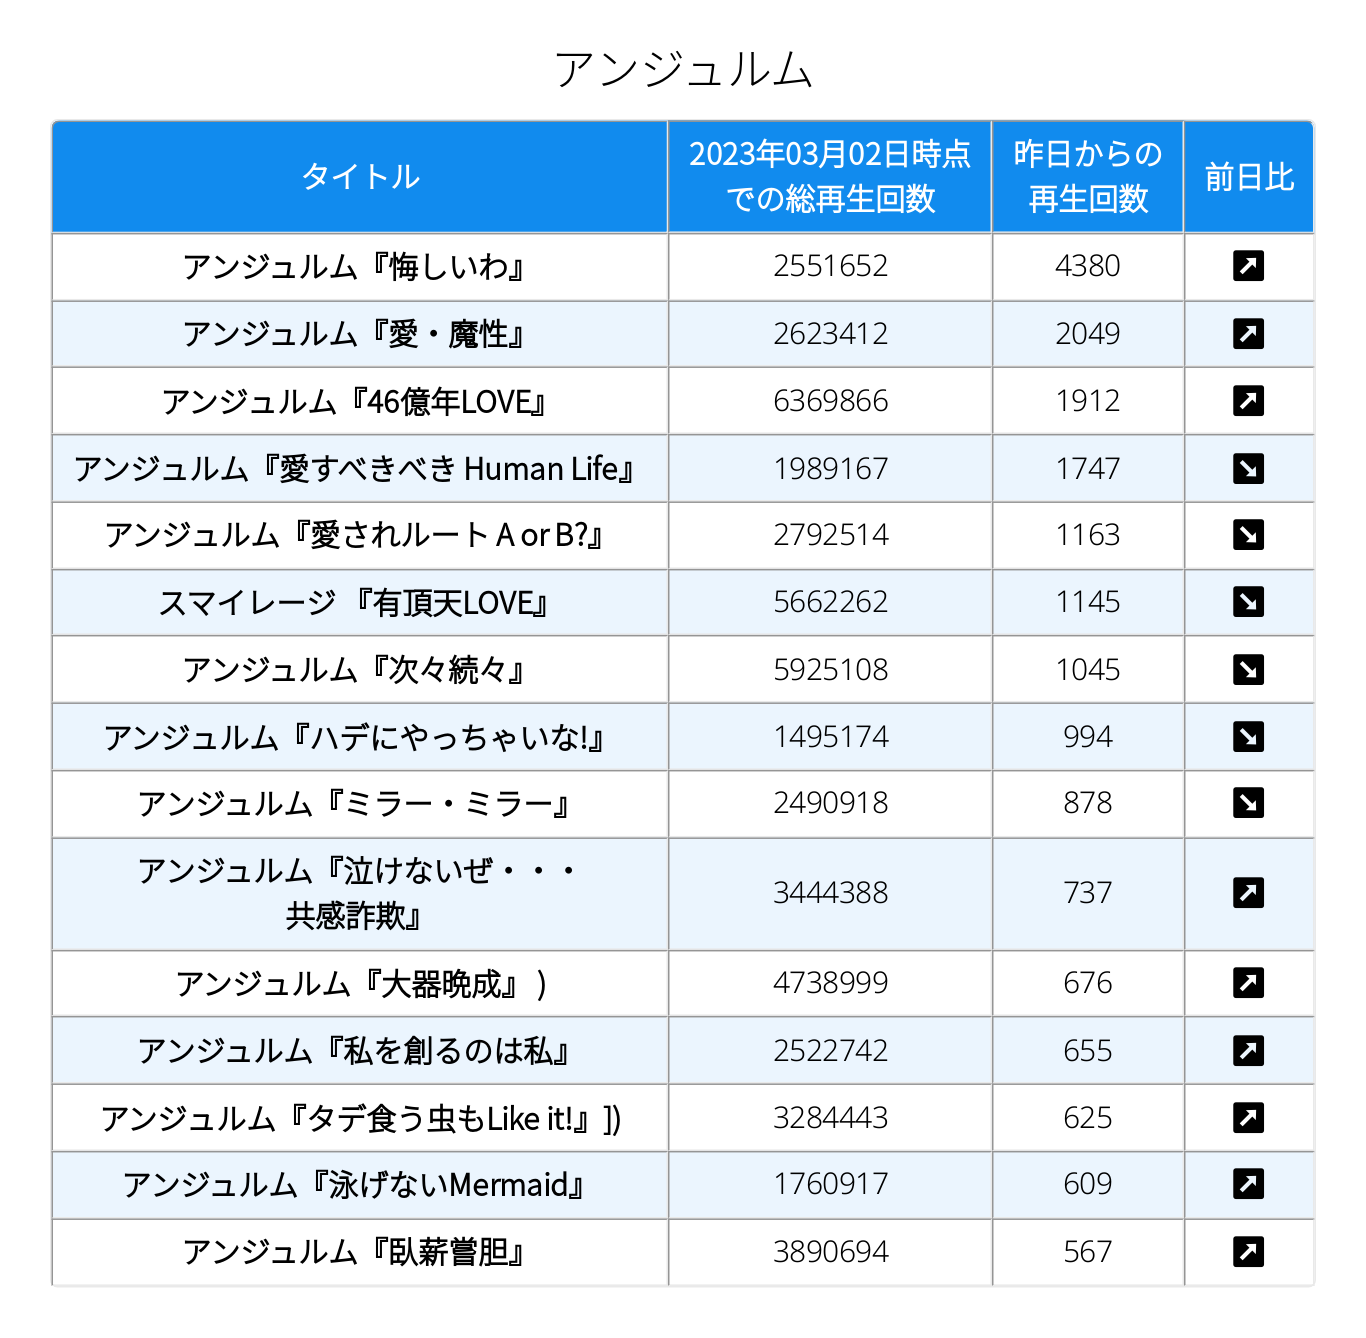 アンジュルム
タイトル
2023年03月02日時点
での総再生回数
昨日からの
再生回数
前日比
アンジュルム『悔しいわ』 2551652 4380
アンジュルム『愛・魔性』 2623412 2049
アンジュルム『46億年LOVE』 6369866 1912
アンジュルム『愛すべきべき Human Life』 1989167 1747
アンジュルム『愛されルート A or B?』 2792514 1163
スマイレージ 『有頂天LOVE』 5662262 1145
アンジュルム『次々続々』 5925108 1045
アンジュルム『ハデにやっちゃいな!』 1495174 994
アンジュルム『ミラー・ミラー』 2490918 878
アンジュルム『泣けないぜ・・・
共感詐欺』 3444388 737
アンジュルム『大器晩成』 ) 4738999 676
アンジュルム『私を創るのは私』 2522742 655
アンジュルム『タデ食う虫もLike it!』]) 3284443 625
アンジュルム『泳げないMermaid』 1760917 609
アンジュルム『臥薪嘗胆』 3890694 567